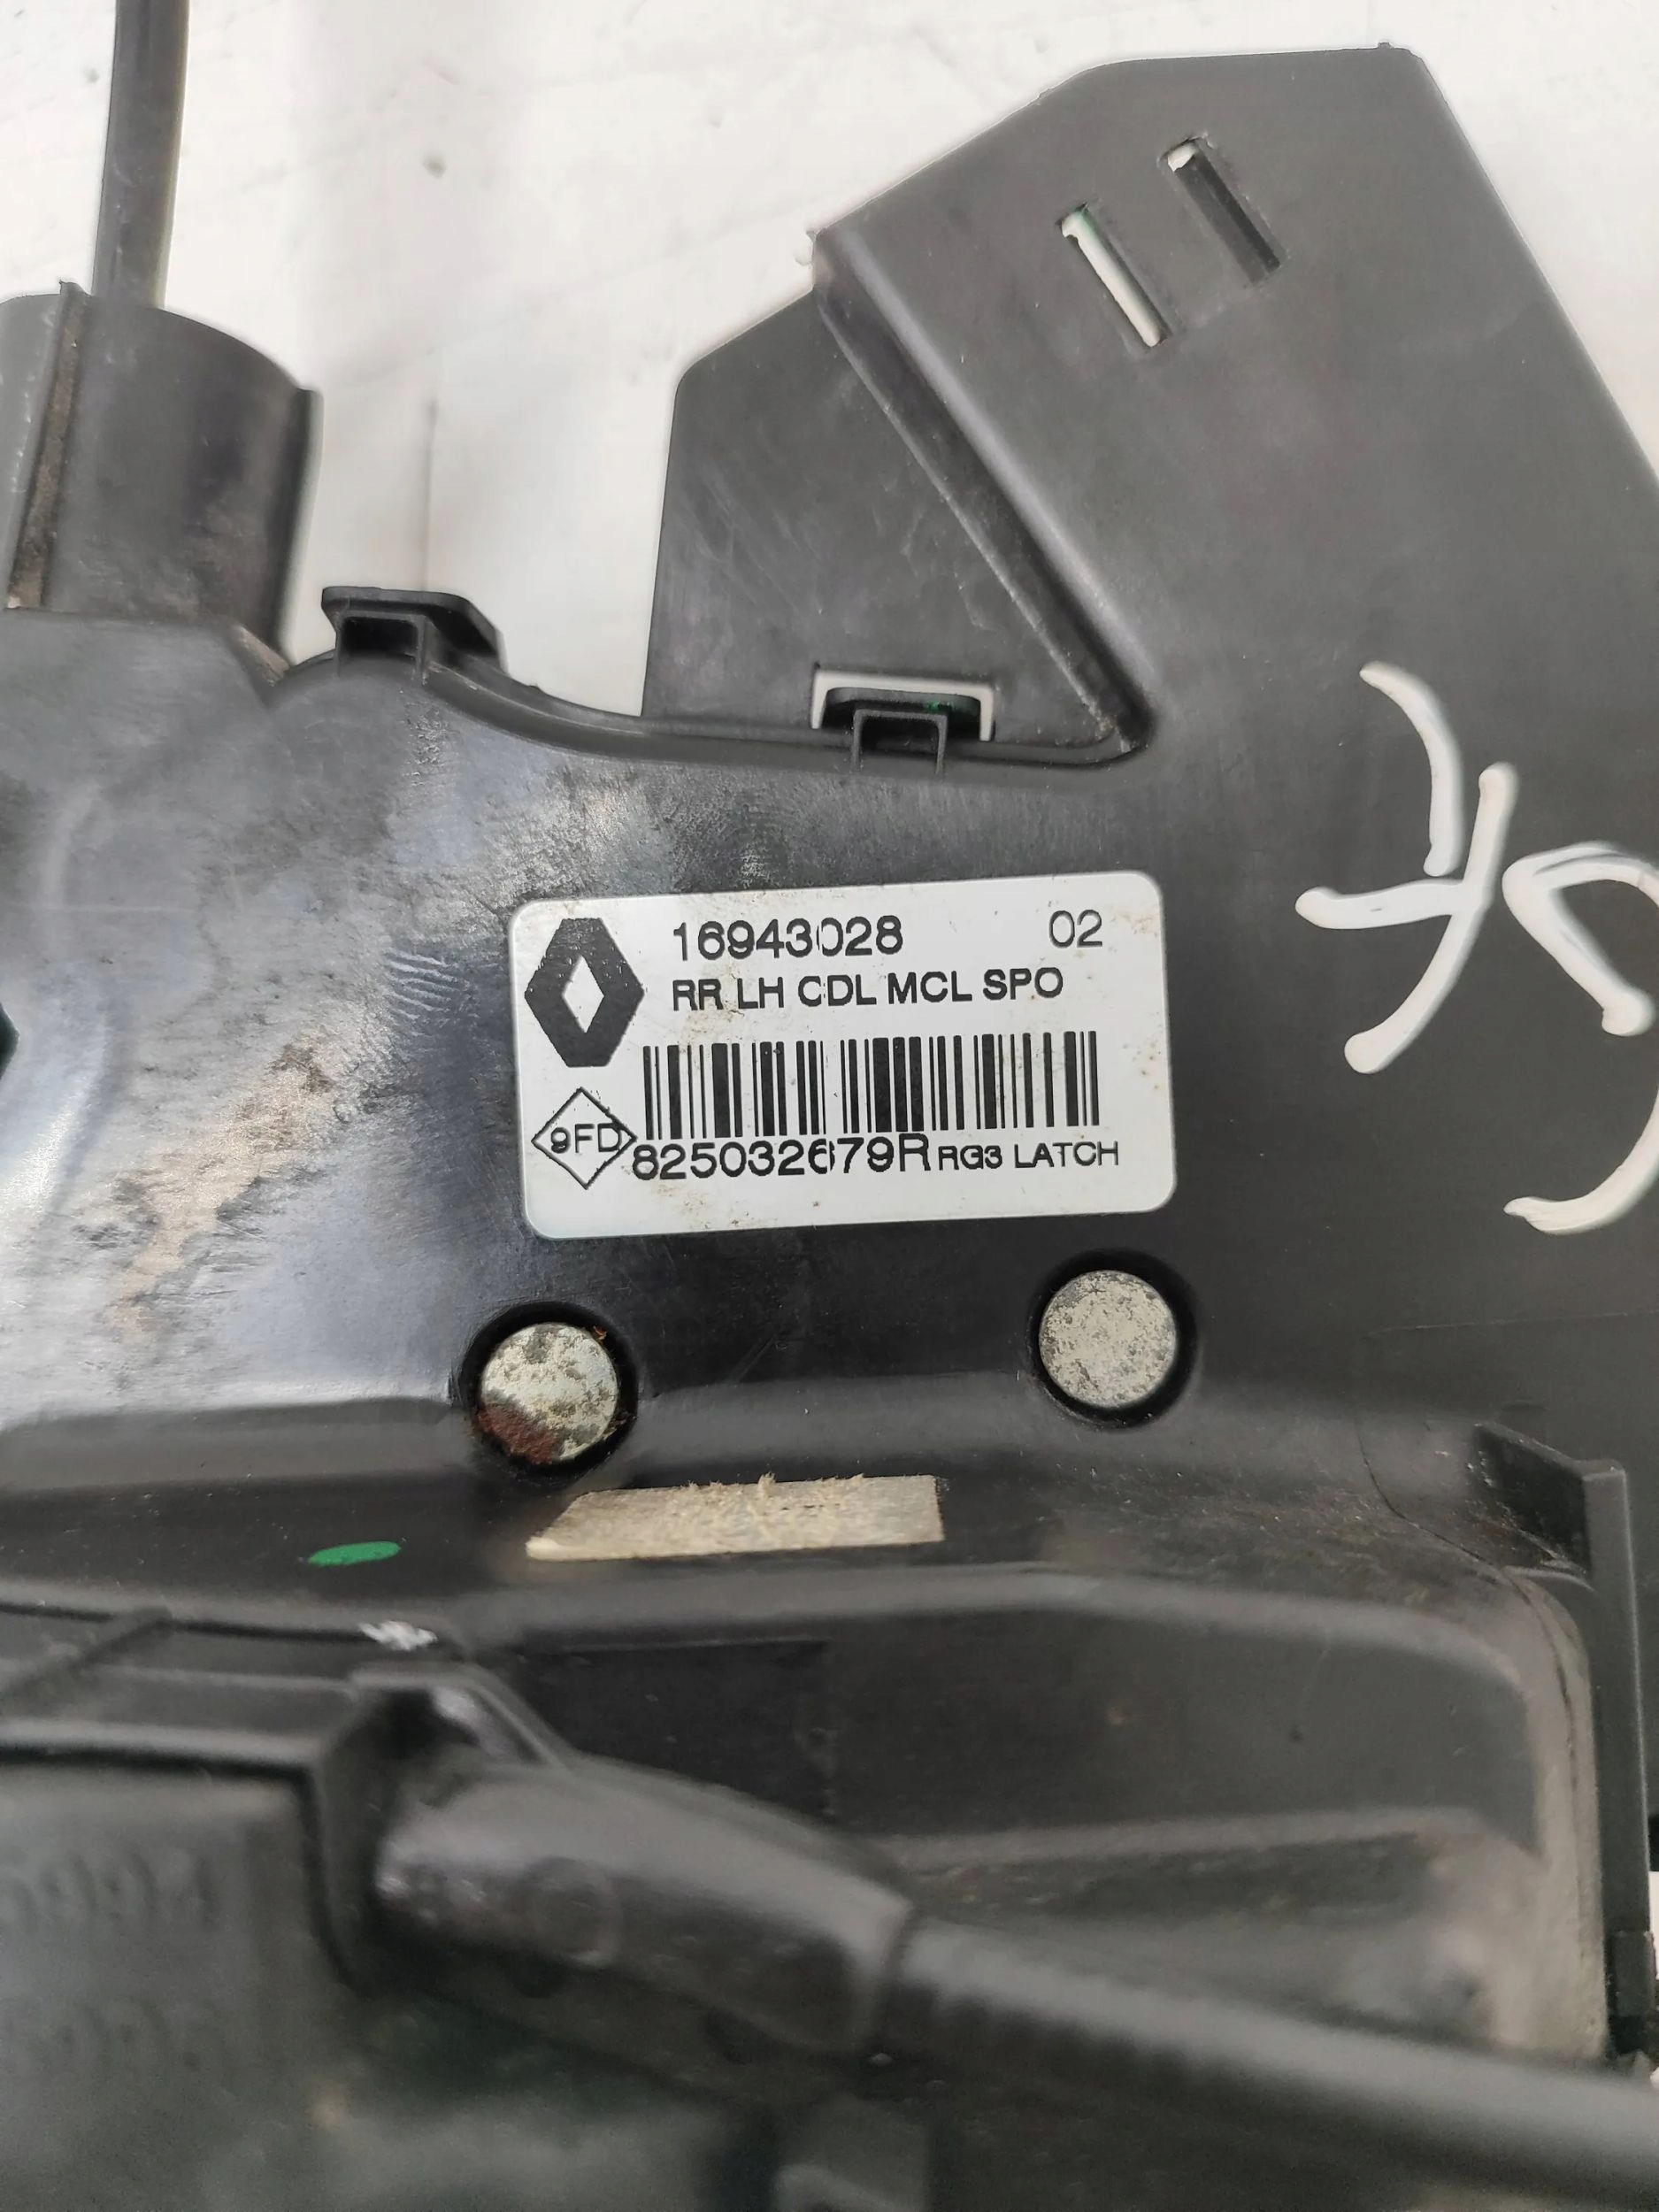 16943028 02
RR LH CDL MCL SPO
9FD
825032679R RG3 LATCH